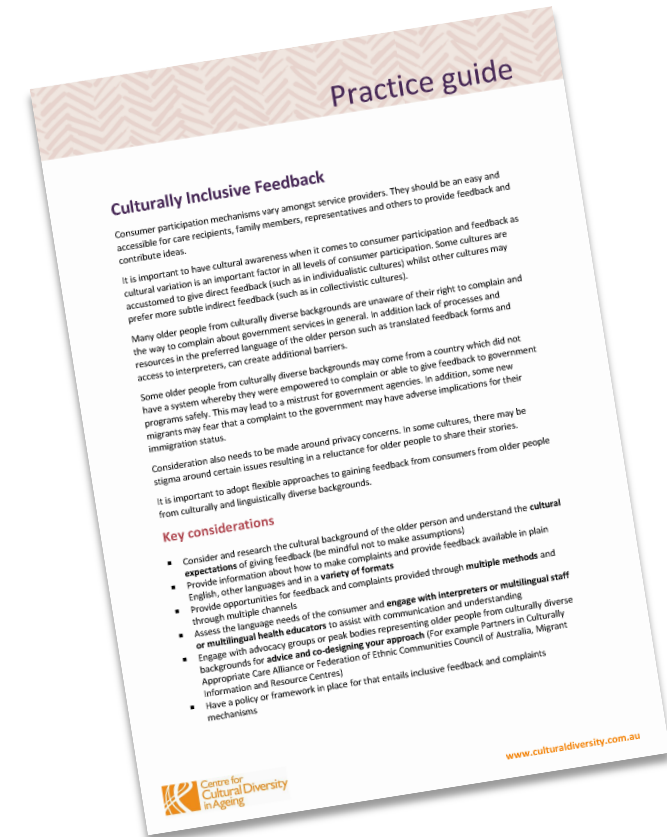 Practice guide
Culturally Inclusive Feedback
Consumer participation mechanisms vary amongst service providers. They should be an easy and
accessible for care recipients, family members, representatives and others to provide feedback and
contribute ideas.
It is important to have cultural awareness when it comes to consumer participation and feedback as
cultural variation is an important factor in all levels of consumer participation. Some cultures are
accustomed to give direct feedback (such as in individualistic cultures) whilst other cultures may
prefer more subtle indirect feedback (such as in collectivistic cultures).
Many older people from culturally diverse backgrounds are unaware of their right to complain and
the way to complain about government services in general. In addition lack of processes and
resources in the preferred language of the older person such as translated feedback forms and
access to interpreters, can create additional barriers.
Some older people from culturally diverse backgrounds may come from a country which did not
have a system whereby they were empowered to complain or able to give feedback to government
programs safely. This may lead to a mistrust for government agencies. In addition, some new
migrants may fear that a complaint to the government may have adverse implications for their
immigration status.
Consideration also needs to be made around privacy concerns. In some cultures, there may be
stigma around certain issues resulting in a reluctance for older people to share their stories.
It is important to adopt flexible approaches to gaining feedback from consumers from older people
from culturally and linguistically diverse backgrounds.
Key considerations
▪ Consider and research the cultural background of the older person and understand the cultural
expectations of giving feedback (be mindful not to make assumptions)
▪ Provide information about how to make complaints and provide feedback available in plain
English, other languages and in a variety of formats
▪ Provide opportunities for feedback and complaints provided through multiple methods and
through multiple channels
▪ Assess the language needs of the consumer and engage with interpreters or multilingual staff
or multilingual health educators to assist with communication and understanding
▪ Engage with advocacy groups or peak bodies representing older people from culturally diverse
backgrounds for advice and co-designing your approach (For example Partners in Culturally
Appropriate Care Alliance or Federation of Ethnic Communities Council of Australia, Migrant
Information and Resource Centres)
▪ Have a policy or framework in place for that entails inclusive feedback and complaints
mechanisms
www.culturaldiversity.com.au
Centre for
Cultural Diversity
in Ageing